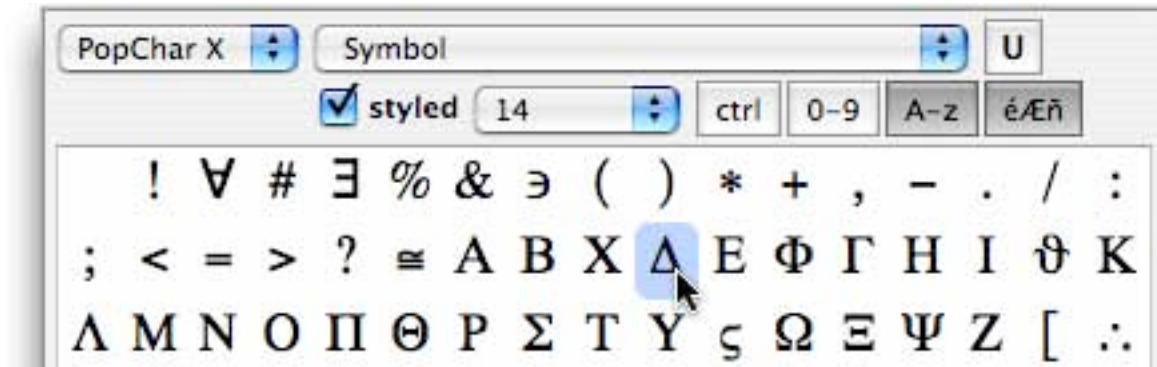 PopChar X Symbol U
styled 14 ctrl 0-9 A-z éÆñ
! ∀ # ∃ % & ∍ ( ) * + , − . / :
; < = > ? ≅ Α Β Χ Δ Ε Φ Γ Η Ι ϑ Κ
Λ Μ Ν Ο Π Θ Ρ Σ Τ Υ ς Ω Ξ Ψ Ζ [ ∴